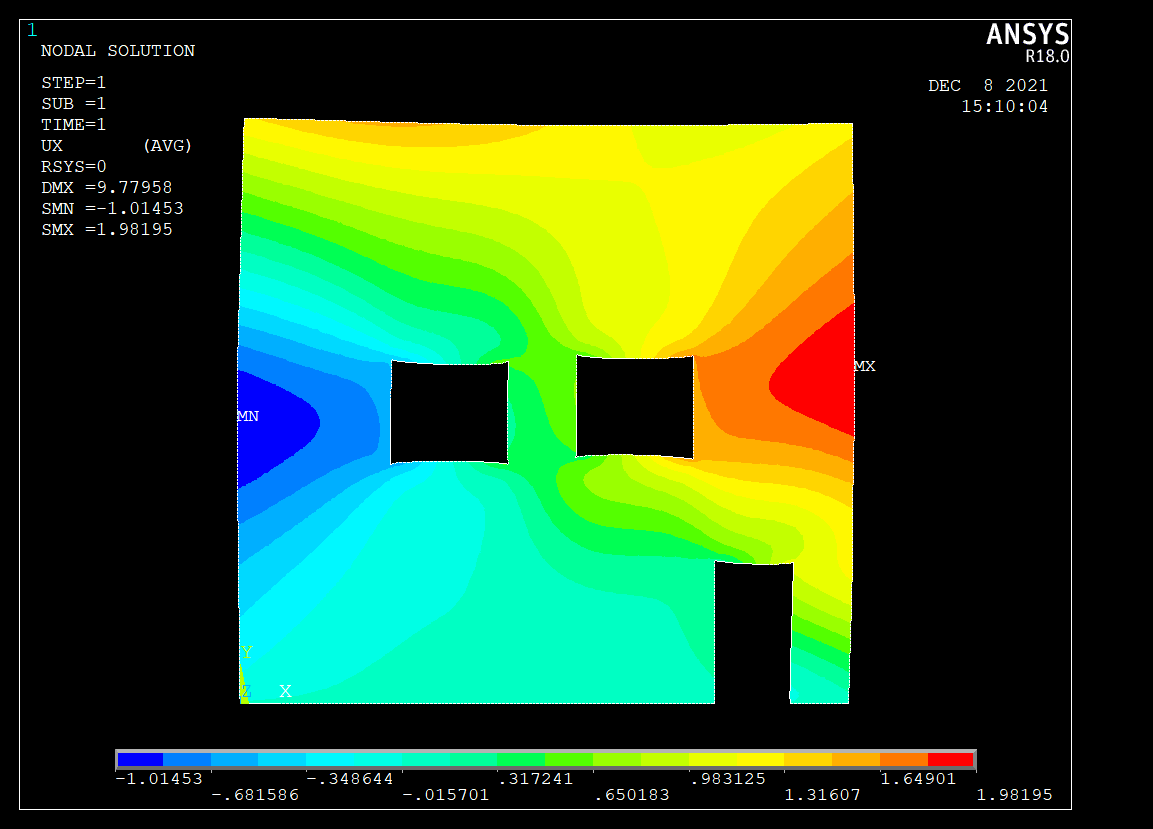 1
NODAL SOLUTION
STEP=1
SUB =1
TIME=1
UX (AVG)
RSYS=0
DMX =9.77958
SMN =-1.01453
SMX =1.98195
ANSYS
R18.0
DEC 8 2021
15:10:04
MX
MN
Y
Z X
-1.01453 -.348644 .317241 .983125 1.64901
-.681586 -.015701 .650183 1.31607 1.98195